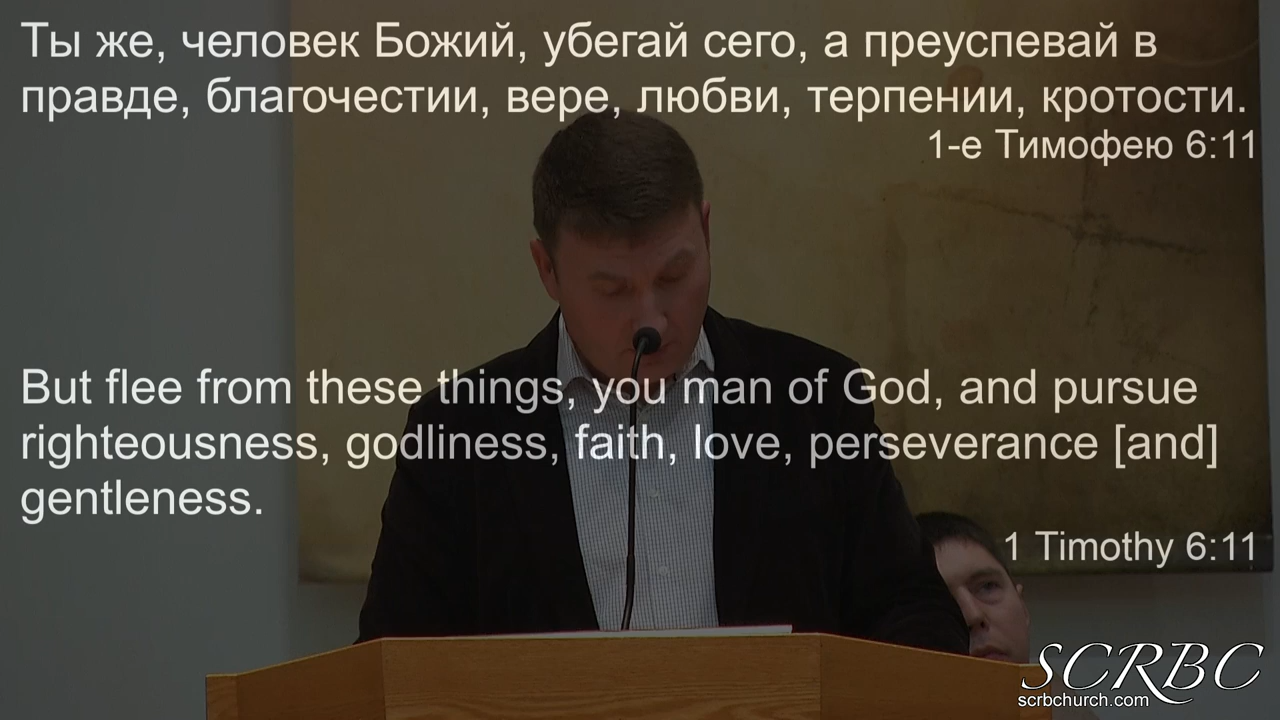 Ты же, человек Божий, убегай сего, а преуспевай в
правде, благочестии, вере, любви, терпении, кротости.
1-е Тимофею 6:11
But flee from these things, you man of God, and pursue
righteousness, godliness, faith, love, perseverance [and]
gentleness.
1 Timothy 6:11
SCRBC
scrbchurch.com